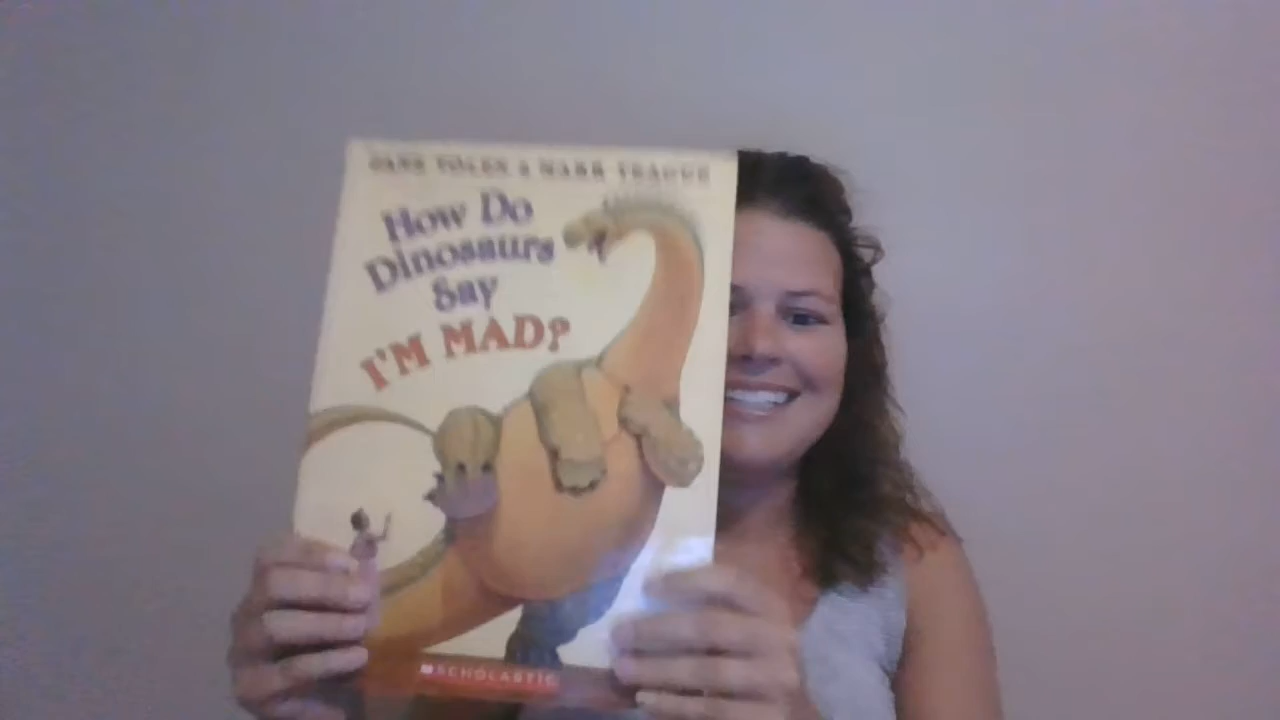 JANE YOLEN & MARK TEAGUE
How Do
Dinosaurs
Say
I'M MAD?
SCHOLASTIC